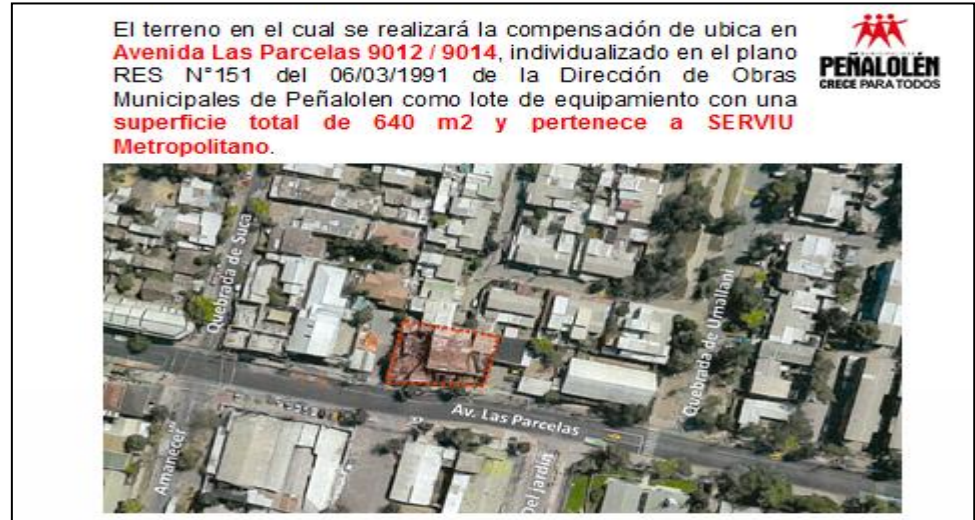 El terreno en el cual se realizará la compensación de ubica en
Avenida Las Parcelas 9012 / 9014, individualizado en el plano
RES N°151 del 06/03/1991 de la Dirección de Obras
Municipales de Peñalolen como lote de equipamiento con una
superficie total de 640 m2 y pertenece a SERVIU
Metropolitano.
PEÑALOLÉN
CRECE PARA TODOS
Quebrada de Suca
Quebrada de Umallani
Av. Las Parcelas
Amanecer
Del Jardín